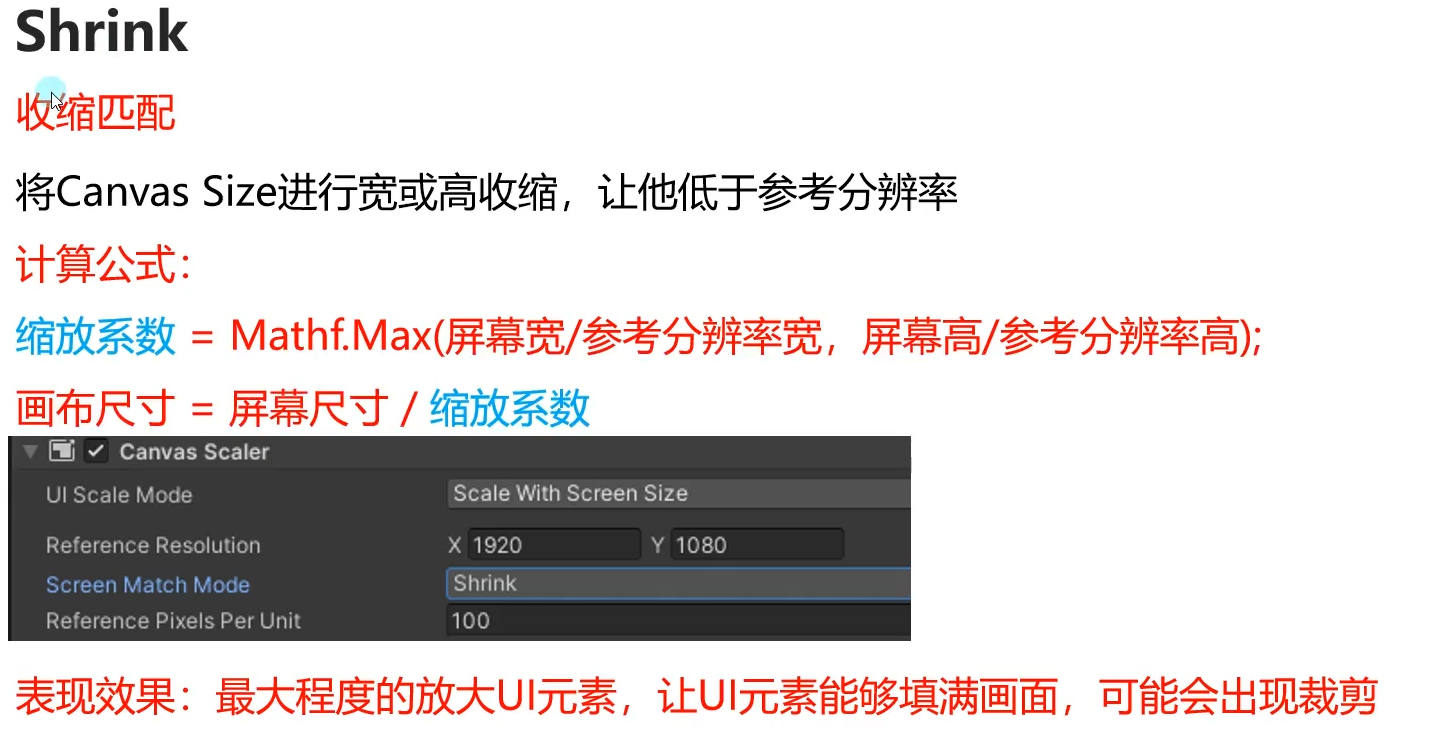 Shrink
收缩匹配
将Canvas Size进行宽或高收缩，让他低于参考分辨率
计算公式：
缩放系数 = Mathf.Max(屏幕宽/参考分辨率宽，屏幕高/参考分辨率高);
画布尺寸 = 屏幕尺寸 / 缩放系数
Canvas Scaler
UI Scale Mode Scale With Screen Size
Reference Resolution X 1920 Y 1080
Screen Match Mode Shrink
Reference Pixels Per Unit 100
表现效果：最大程度的放大UI元素，让UI元素能够填满画面，可能会出现裁剪